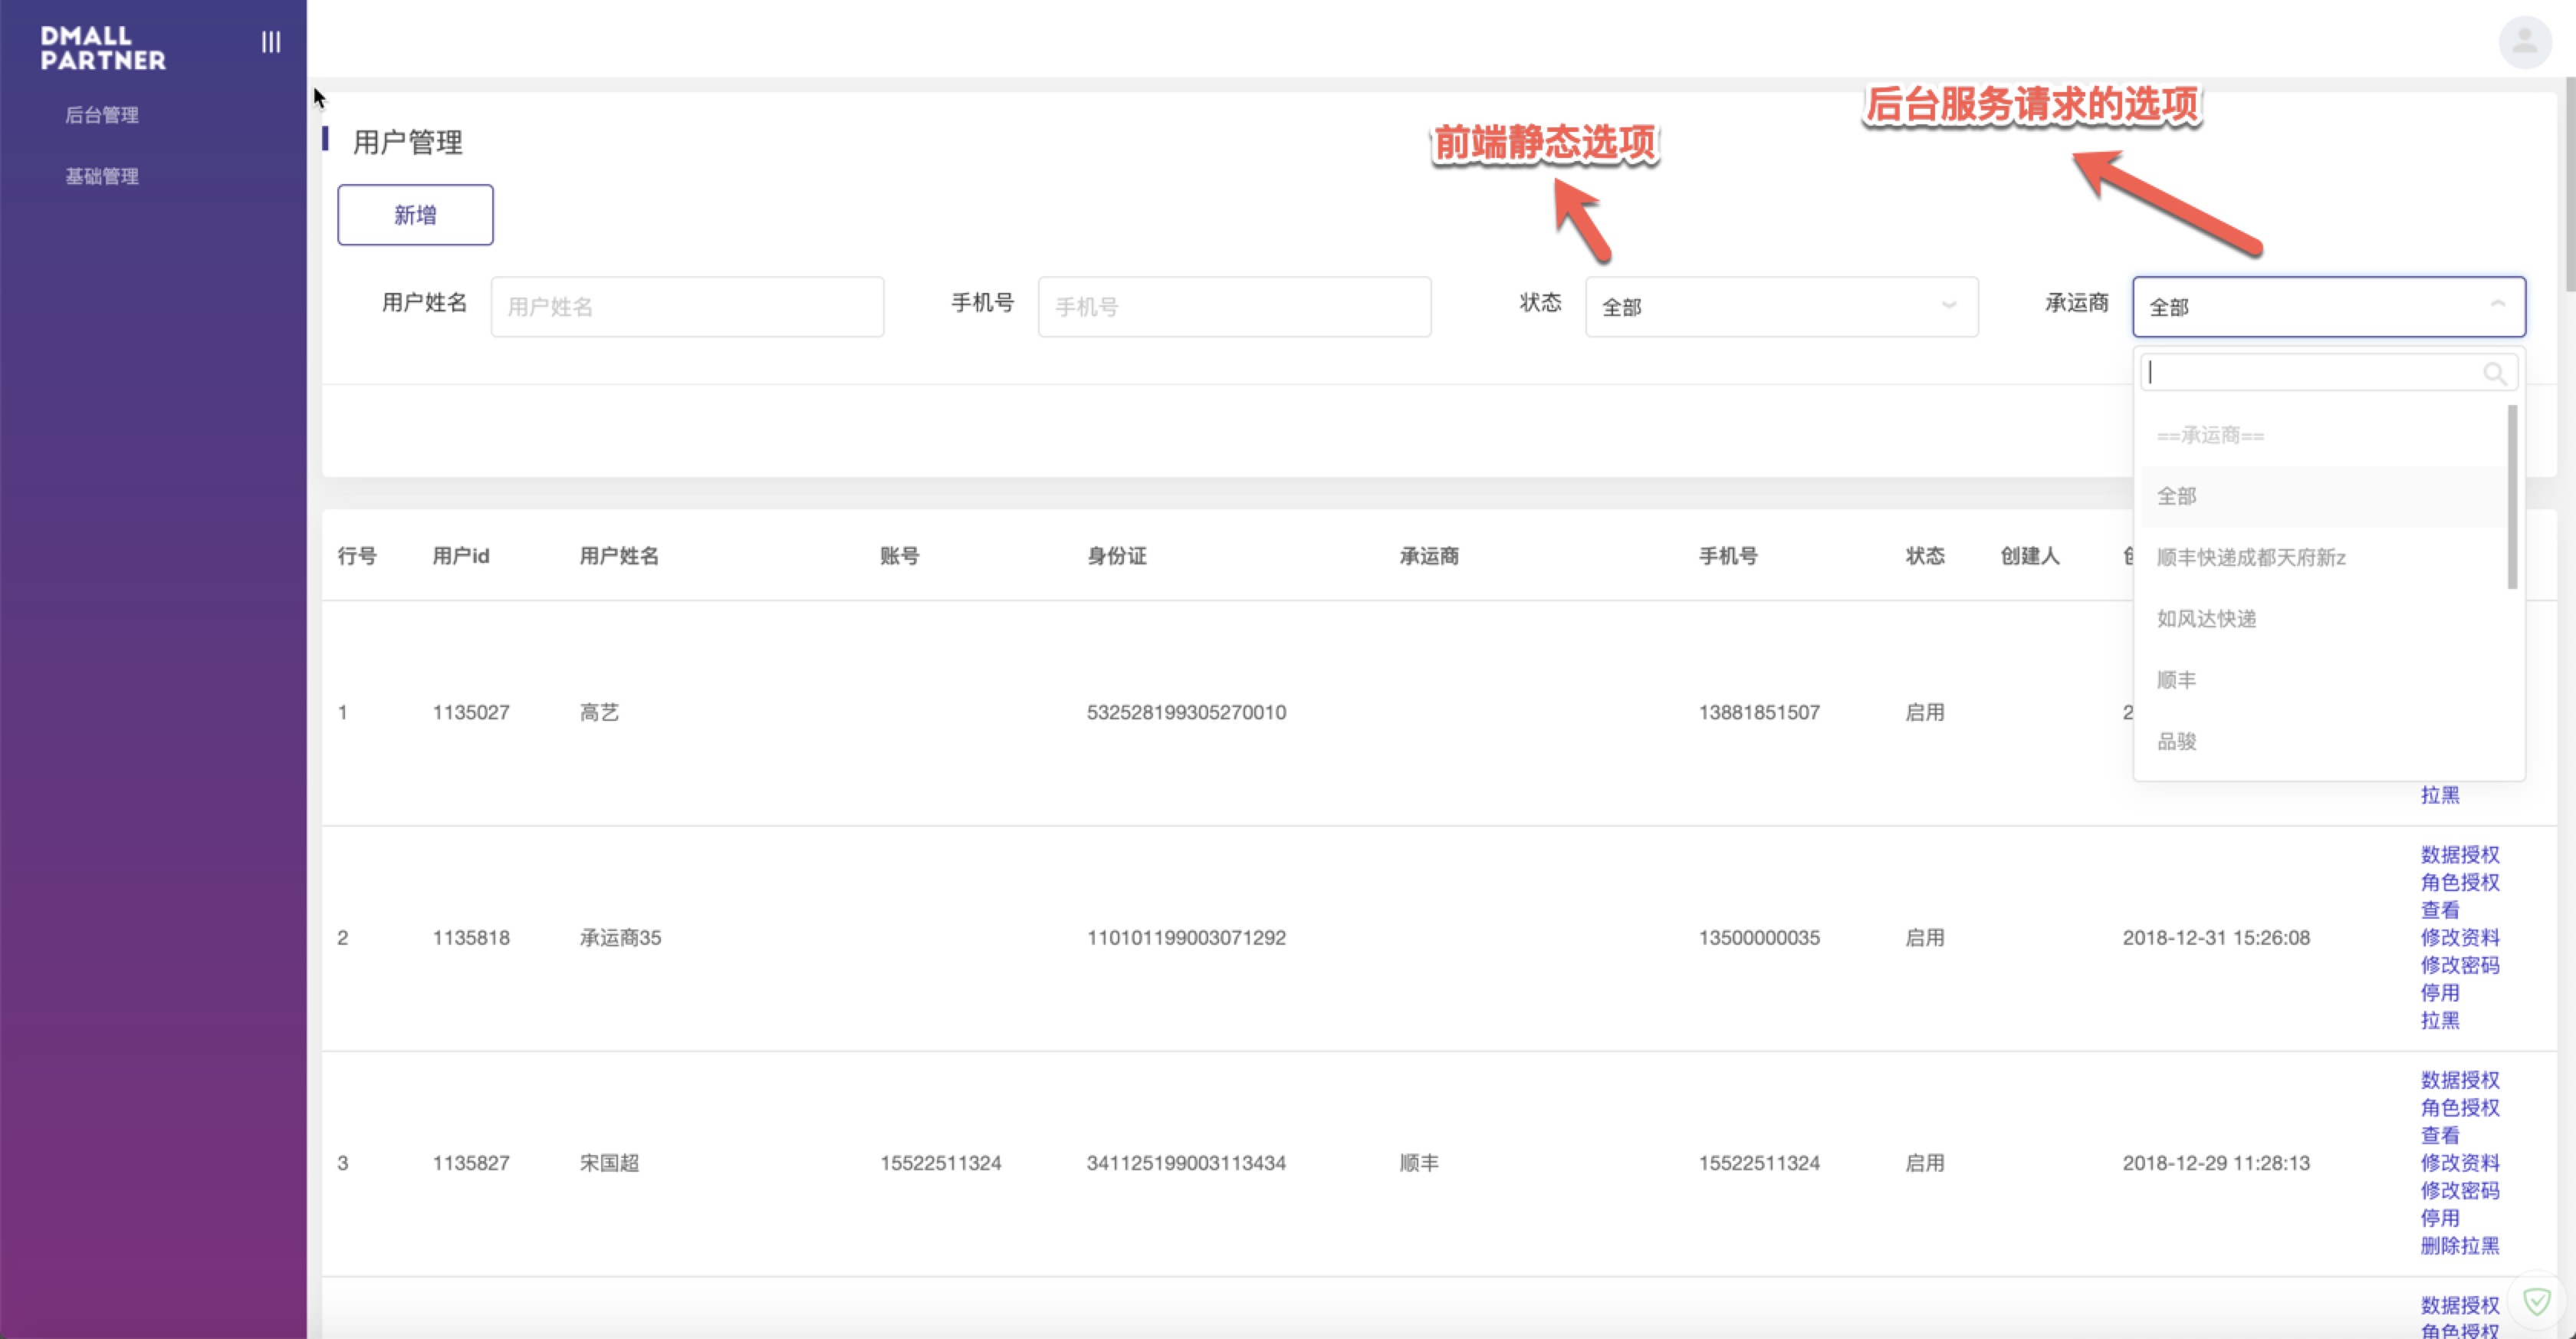 DMALL
PARTNER
后台管理
基础管理
用户管理
前端静态选项
后台服务请求的选项
新增
用户姓名 用户姓名 手机号 手机号 状态 全部 承运商 全部
==承运商==
全部
顺丰快递成都天府新z
如风达快递
顺丰
品骏
行号 用户id 用户姓名 账号 身份证 承运商 手机号 状态 创建人
1 1135027 高艺 532528199305270010 13881851507 启用 2
拉黑
2 1135818 承运商35 110101199003071292 13500000035 启用 2018-12-31 15:26:08
数据授权
角色授权
查看
修改资料
修改密码
停用
拉黑
3 1135827 宋国超 15522511324 341125199003113434 顺丰 15522511324 启用 2018-12-29 11:28:13
数据授权
角色授权
查看
修改资料
修改密码
停用
删除拉黑
数据授权
角色授权